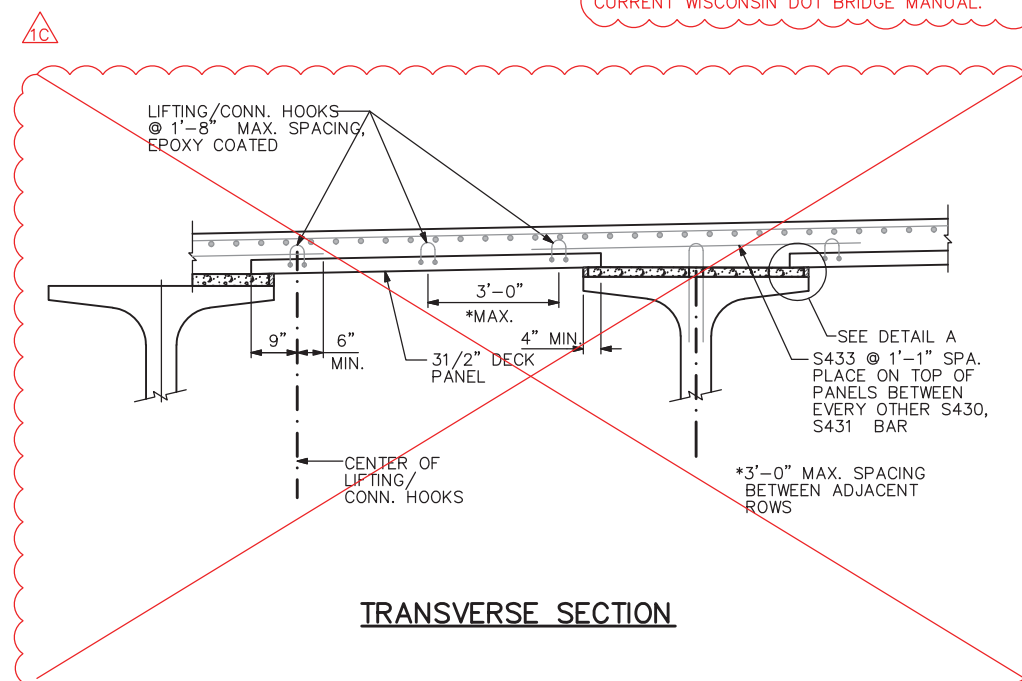 CURRENT WISCONSIN DOT BRIDGE MANUAL.
1C
LIFTING/CONN. HOOKS
@ 1'-8" MAX. SPACING,
EPOXY COATED
3'-0"
*MAX.
9"
6"
MIN.
4" MIN.
31/2" DECK
PANEL
SEE DETAIL A
S433 @ 1'-1" SPA.
PLACE ON TOP OF
PANELS BETWEEN
EVERY OTHER S430,
S431 BAR
CENTER OF
LIFTING/
CONN. HOOKS
*3'-0" MAX. SPACING
BETWEEN ADJACENT
ROWS
TRANSVERSE SECTION